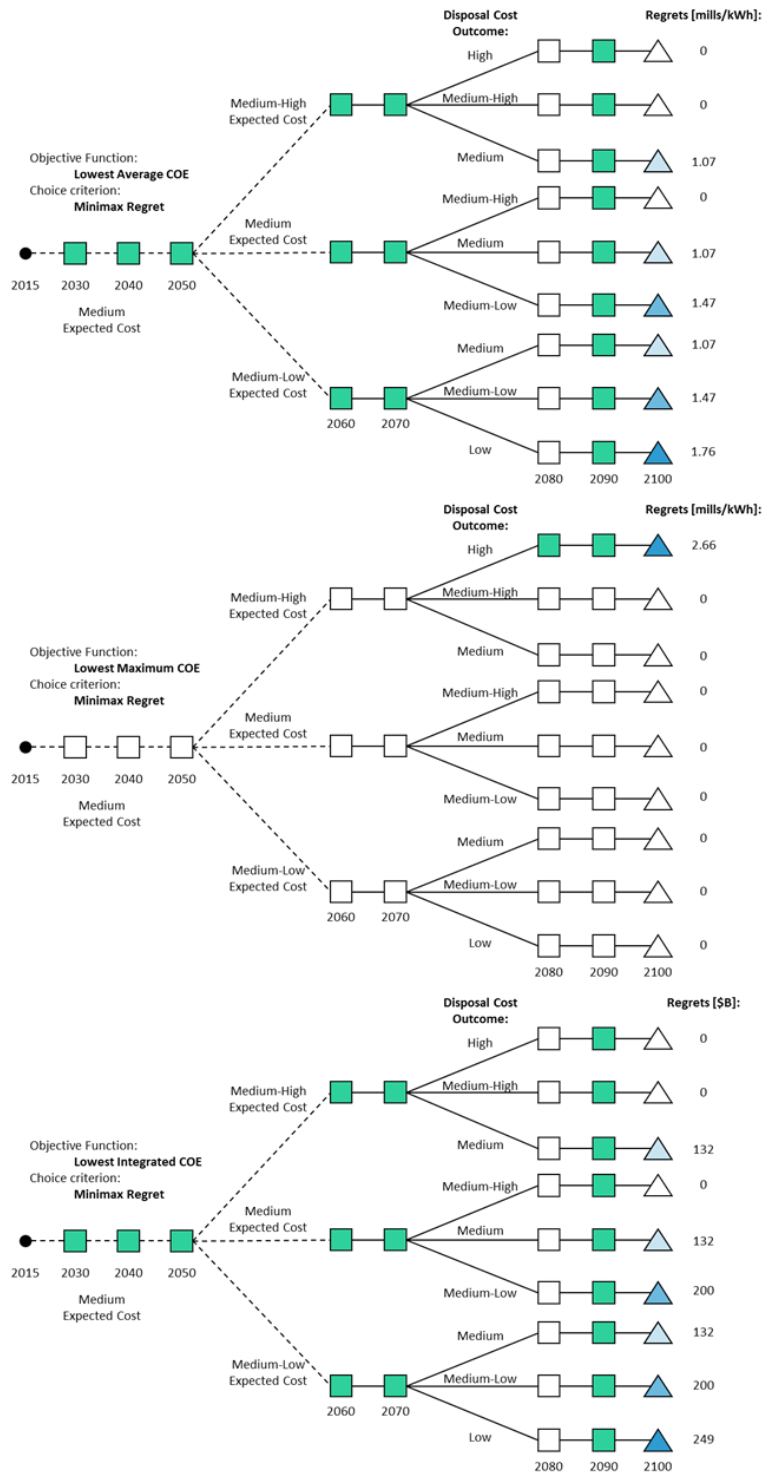 Disposal Cost Outcome: Regrets [mills/kWh]:
High 0
Medium-High Expected Cost Medium-High 0
Objective Function:
Lowest Average COE
Choice criterion:
Minimax Regret
Medium 1.07
Medium-High 0
Medium Expected Cost Medium 1.07
2015 2030 2040 2050
Medium Expected Cost
Medium-Low 1.47
Medium 1.07
Medium-Low Expected Cost Medium-Low 1.47
2060 2070
Low 1.76
2080 2090 2100
Disposal Cost Outcome: Regrets [mills/kWh]:
High 2.66
Medium-High Expected Cost Medium-High 0
Objective Function:
Lowest Maximum COE
Choice criterion:
Minimax Regret
Medium 0
Medium-High 0
Medium Expected Cost Medium 0
2015 2030 2040 2050
Medium Expected Cost
Medium-Low 0
Medium 0
Medium-Low Expected Cost Medium-Low 0
2060 2070
Low 0
2080 2090 2100
Disposal Cost Outcome: Regrets [$B]:
High 0
Medium-High Expected Cost Medium-High 0
Objective Function:
Lowest Integrated COE
Choice criterion:
Minimax Regret
Medium 132
Medium-High 0
Medium Expected Cost Medium 132
2015 2030 2040 2050
Medium Expected Cost
Medium-Low 200
Medium 132
Medium-Low Expected Cost Medium-Low 200
2060 2070
Low 249
2080 2090 2100